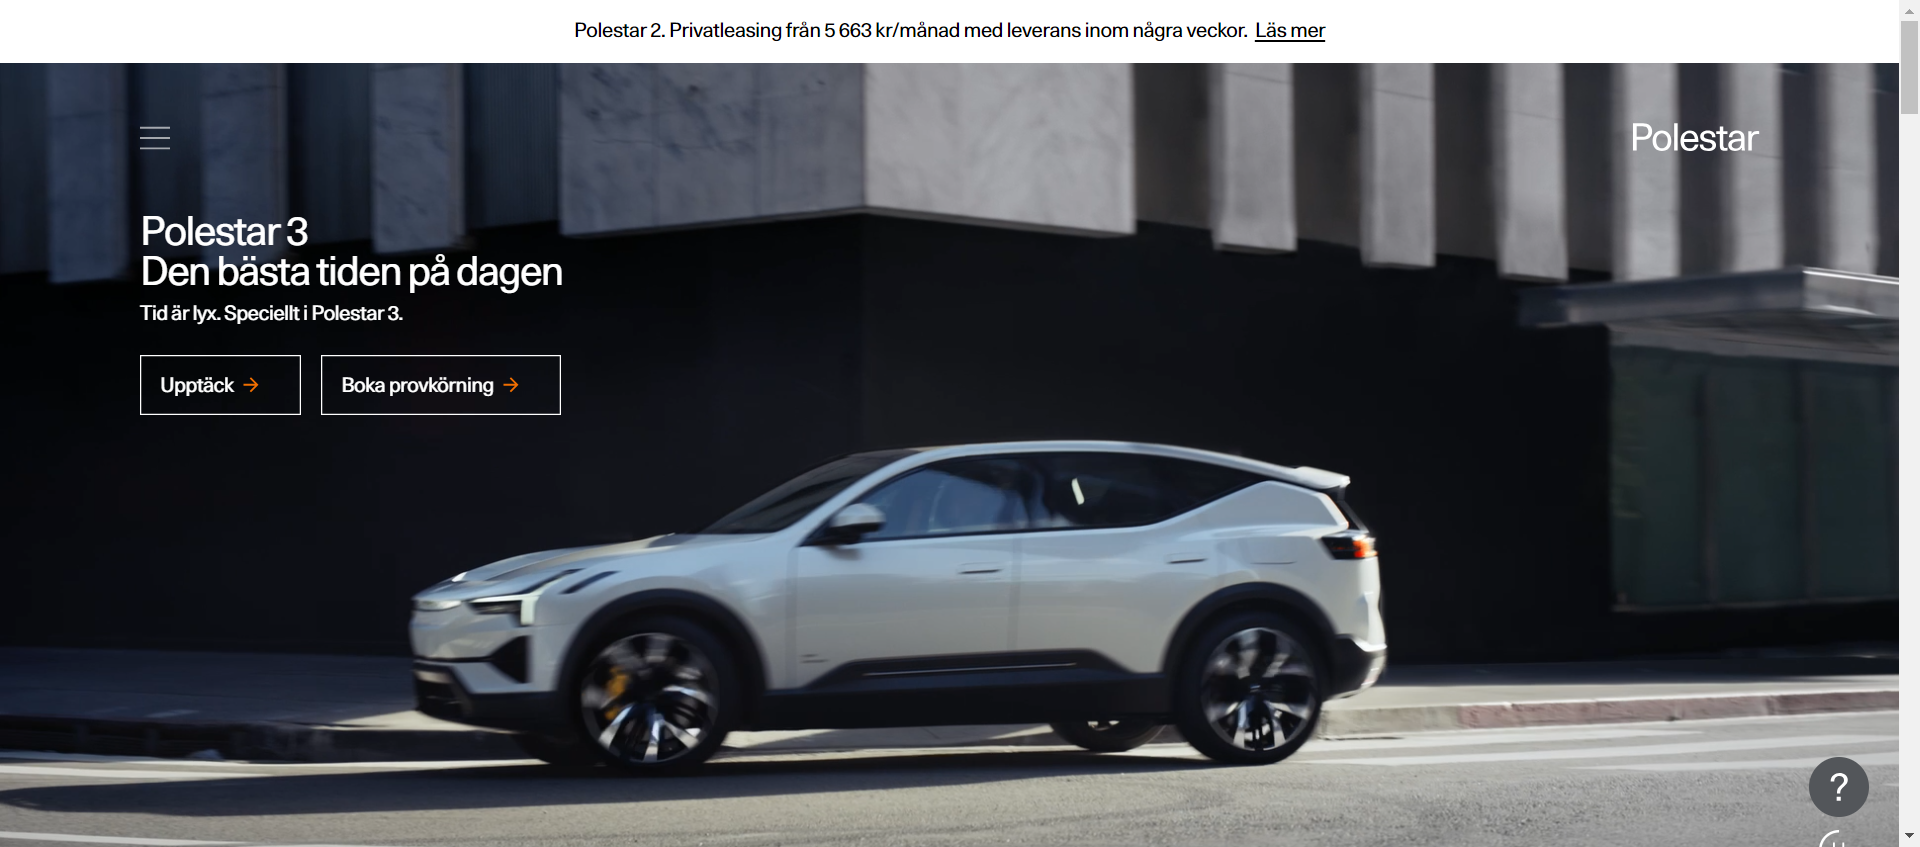 Polestar 2. Privatleasing från 5 663 kr/månad med leverans inom några veckor. Läs mer
Polestar
Polestar 3
Den bästa tiden på dagen
Tid är lyx. Speciellt i Polestar 3.
Upptäck →
Boka provkörning →
?